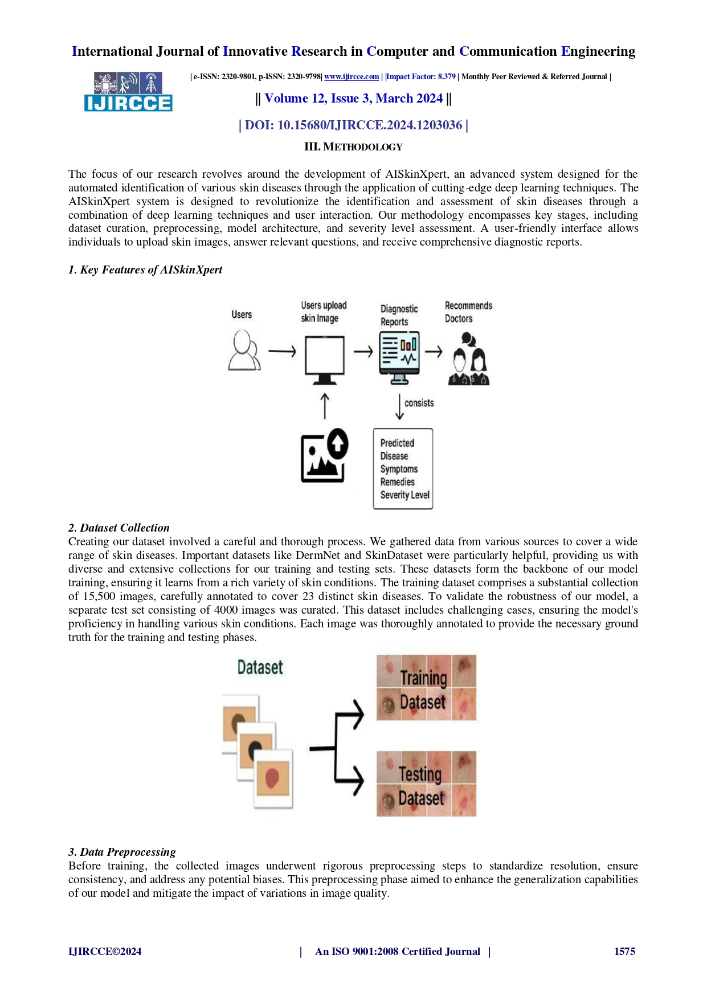 International Journal of Innovative Research in Computer and Communication Engineering
| e-ISSN: 2320-9801, p-ISSN: 2320-9798| www.ijircce.com | |Impact Factor: 8.379 | Monthly Peer Reviewed & Referred Journal |
IJIRCCE
|| Volume 12, Issue 3, March 2024 ||
| DOI: 10.15680/IJIRCCE.2024.1203036 |
III. METHODOLOGY
The focus of our research revolves around the development of AISkinXpert, an advanced system designed for the
automated identification of various skin diseases through the application of cutting-edge deep learning techniques. The
AISkinXpert system is designed to revolutionize the identification and assessment of skin diseases through a
combination of deep learning techniques and user interaction. Our methodology encompasses key stages, including
dataset curation, preprocessing, model architecture, and severity level assessment. A user-friendly interface allows
individuals to upload skin images, answer relevant questions, and receive comprehensive diagnostic reports.
1. Key Features of AISkinXpert
Users
Users upload
skin Image
Diagnostic
Reports
Recommends
Doctors
consists
Predicted
Disease
Symptoms
Remedies
Severity Level
2. Dataset Collection
Creating our dataset involved a careful and thorough process. We gathered data from various sources to cover a wide
range of skin diseases. Important datasets like DermNet and SkinDataset were particularly helpful, providing us with
diverse and extensive collections for our training and testing sets. These datasets form the backbone of our model
training, ensuring it learns from a rich variety of skin conditions. The training dataset comprises a substantial collection
of 15,500 images, carefully annotated to cover 23 distinct skin diseases. To validate the robustness of our model, a
separate test set consisting of 4000 images was curated. This dataset includes challenging cases, ensuring the model's
proficiency in handling various skin conditions. Each image was thoroughly annotated to provide the necessary ground
truth for the training and testing phases.
Dataset
Training
Dataset
Testing
Dataset
3. Data Preprocessing
Before training, the collected images underwent rigorous preprocessing steps to standardize resolution, ensure
consistency, and address any potential biases. This preprocessing phase aimed to enhance the generalization capabilities
of our model and mitigate the impact of variations in image quality.
IJIRCCE©2024 | An ISO 9001:2008 Certified Journal | 1575